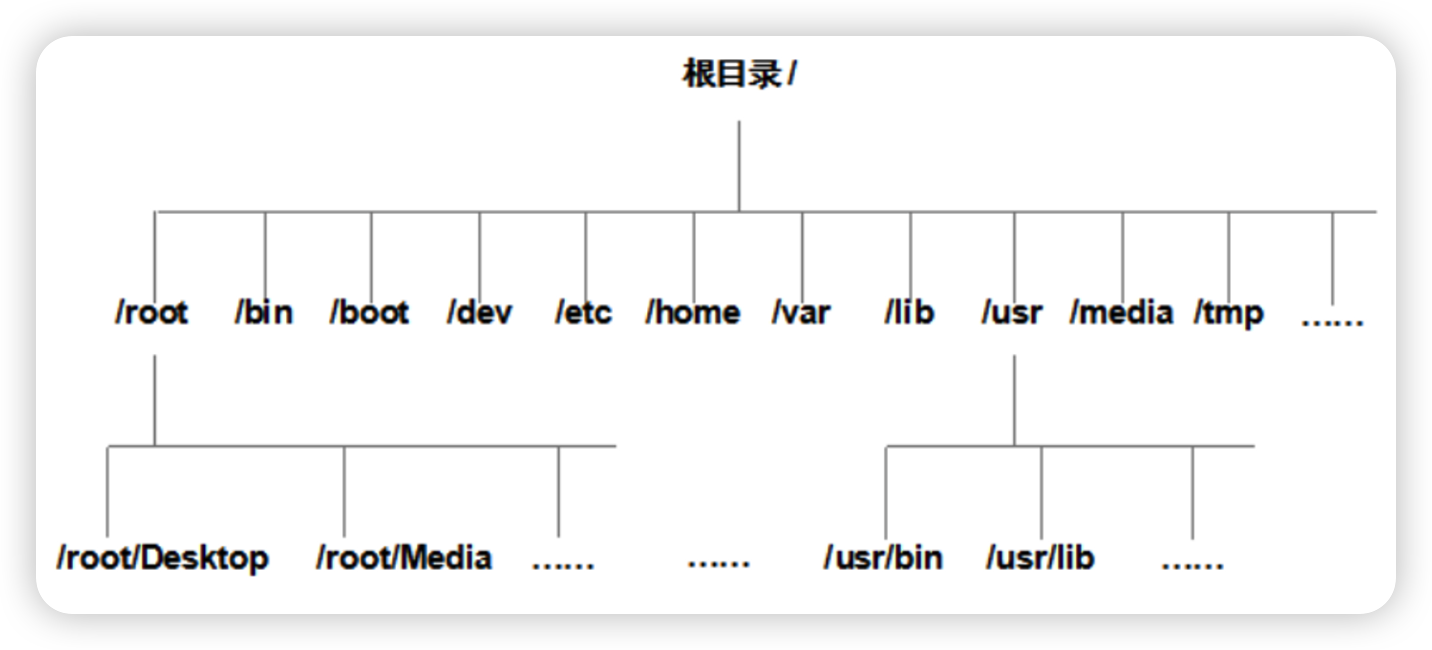 根目录/
/root /bin /boot /dev /etc /home /var /lib /usr /media /tmp ……
/root/Desktop /root/Media …… …… /usr/bin /usr/lib ……